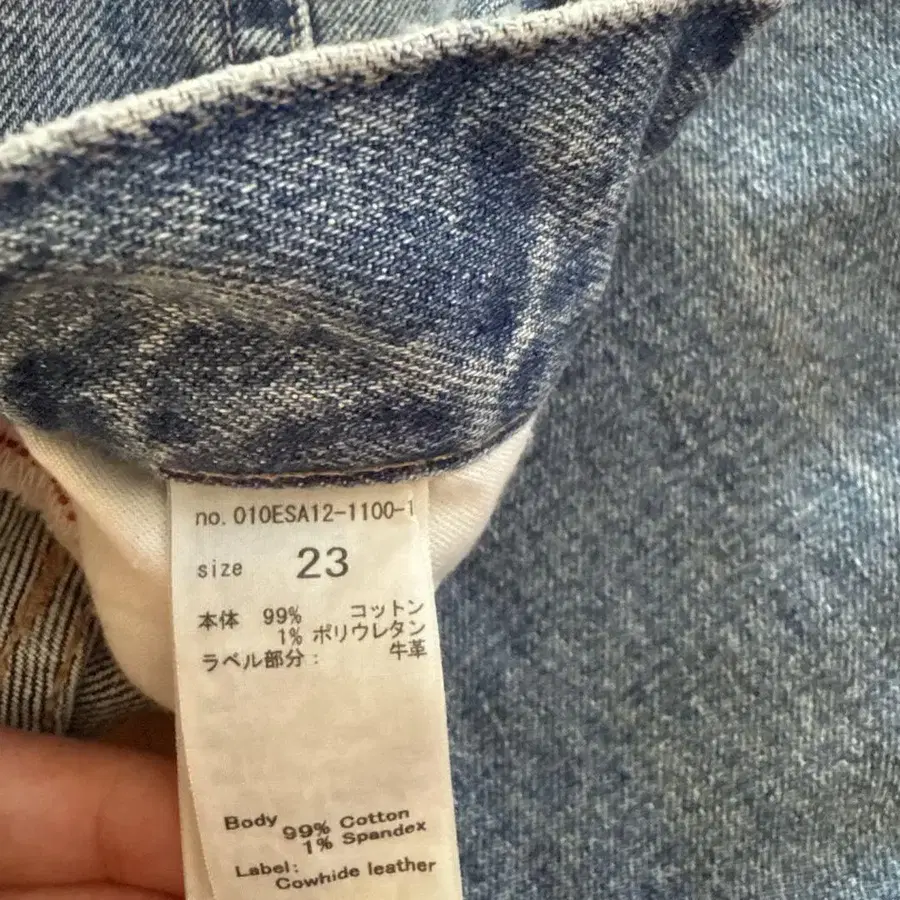 no. 010ESA12-1100-1
size 23
本体 99% コットン
1% ポリウレタン
ラベル部分: 牛革
Body 99% Cotton
1% Spandex
Label:
Cowhide leather